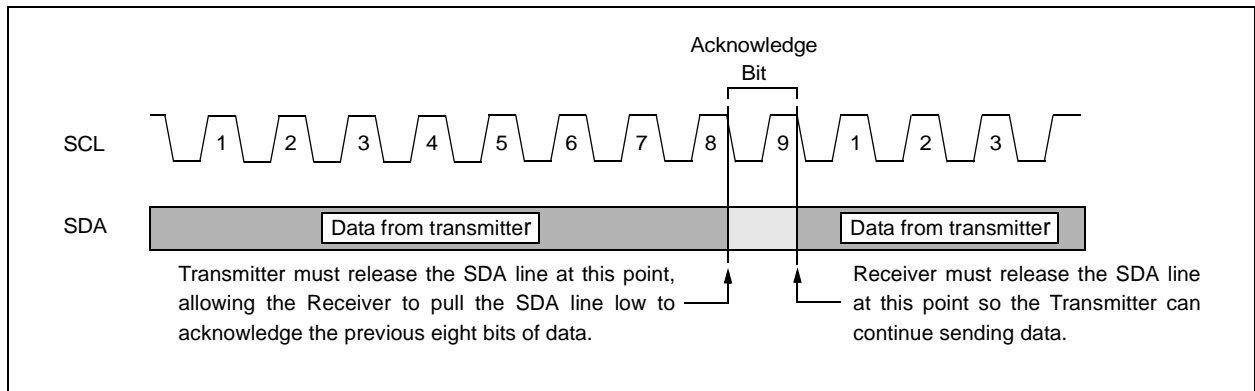 Acknowledge
Bit
SCL
1 2 3 4 5 6 7 8 9 1 2 3
SDA
Data from transmitter
Data from transmitter
Transmitter must release the SDA line at this point,
allowing the Receiver to pull the SDA line low to
acknowledge the previous eight bits of data.
Receiver must release the SDA line
at this point so the Transmitter can
continue sending data.